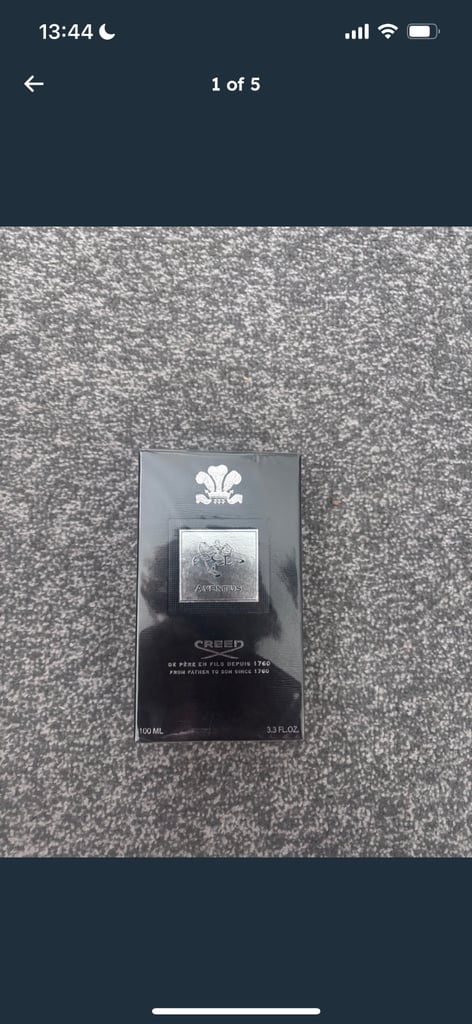 13:44
1 of 5
AVENTUS
CREED
DE PÈRE EN FILS DEPUIS 1760
FROM FATHER TO SON SINCE 1760
100 ML 3.3 FL.OZ.